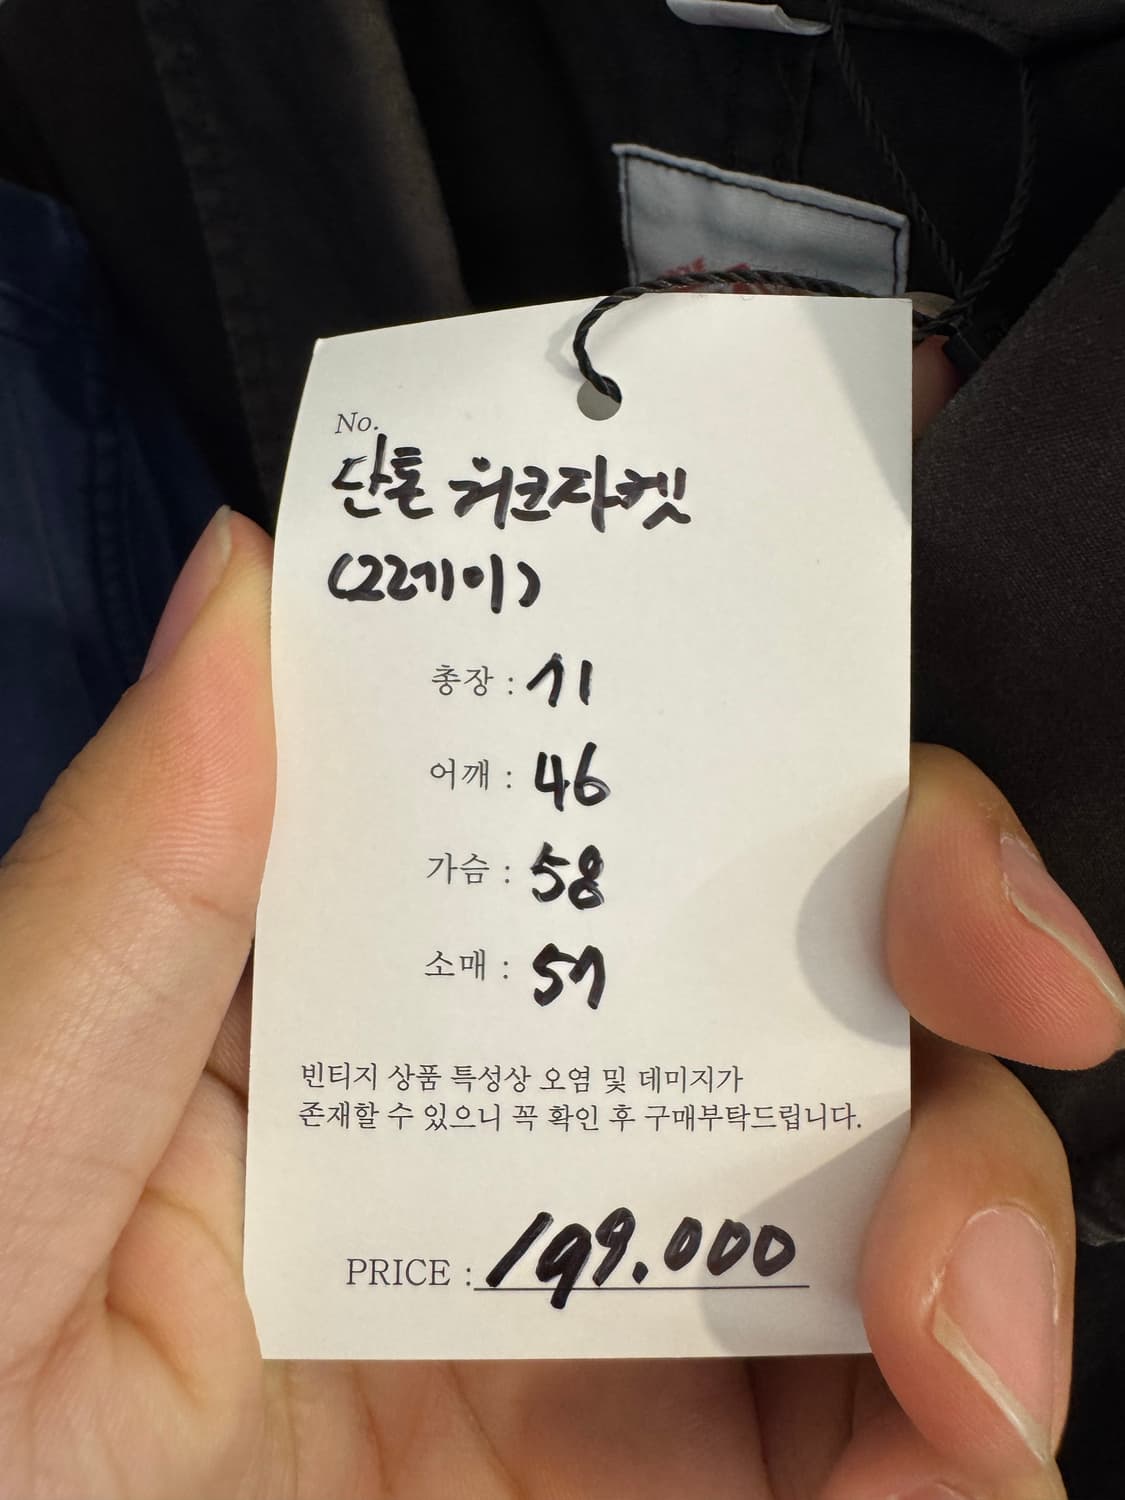 No.
단톤 워크자켓
(그레이)
총장 : 71
어깨 : 46
가슴 : 58
소매 : 57
빈티지 상품 특성상 오염 및 데미지가
존재할 수 있으니 꼭 확인 후 구매부탁드립니다.
PRICE : 199.000